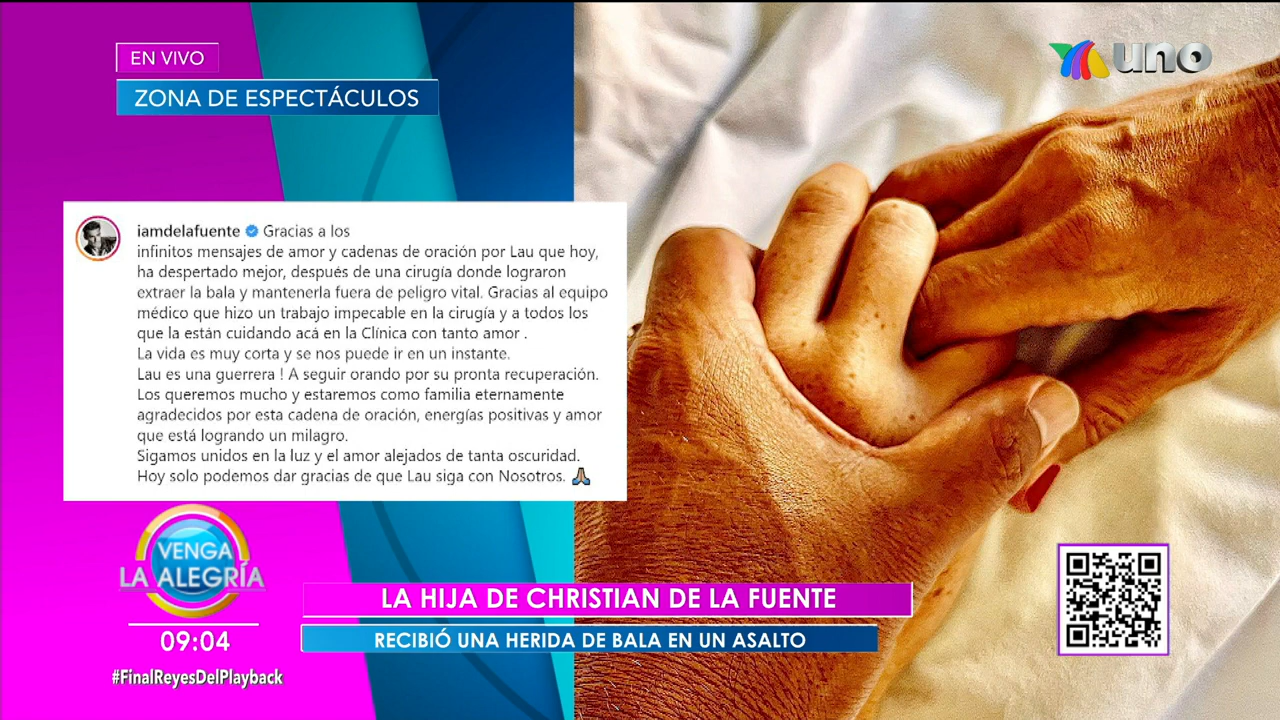 EN VIVO
ZONA DE ESPECTÁCULOS
uno
iamdelafuente Gracias a los
infinitos mensajes de amor y cadenas de oración por Lau que hoy,
ha despertado mejor, después de una cirugía donde lograron
extraer la bala y mantenerla fuera de peligro vital. Gracias al equipo
médico que hizo un trabajo impecable en la cirugía y a todos los
que la están cuidando acá en la Clínica con tanto amor .
La vida es muy corta y se nos puede ir en un instante.
Lau es una guerrera ! A seguir orando por su pronta recuperación.
Los queremos mucho y estaremos como familia eternamente
agradecidos por esta cadena de oración, energías positivas y amor
que está logrando un milagro.
Sigamos unidos en la luz y el amor alejados de tanta oscuridad.
Hoy solo podemos dar gracias de que Lau siga con Nosotros. 🙏🏽
VENGA
LA ALEGRÍA
09:04
#FinalReyesDelPlayback
LA HIJA DE CHRISTIAN DE LA FUENTE
RECIBIÓ UNA HERIDA DE BALA EN UN ASALTO